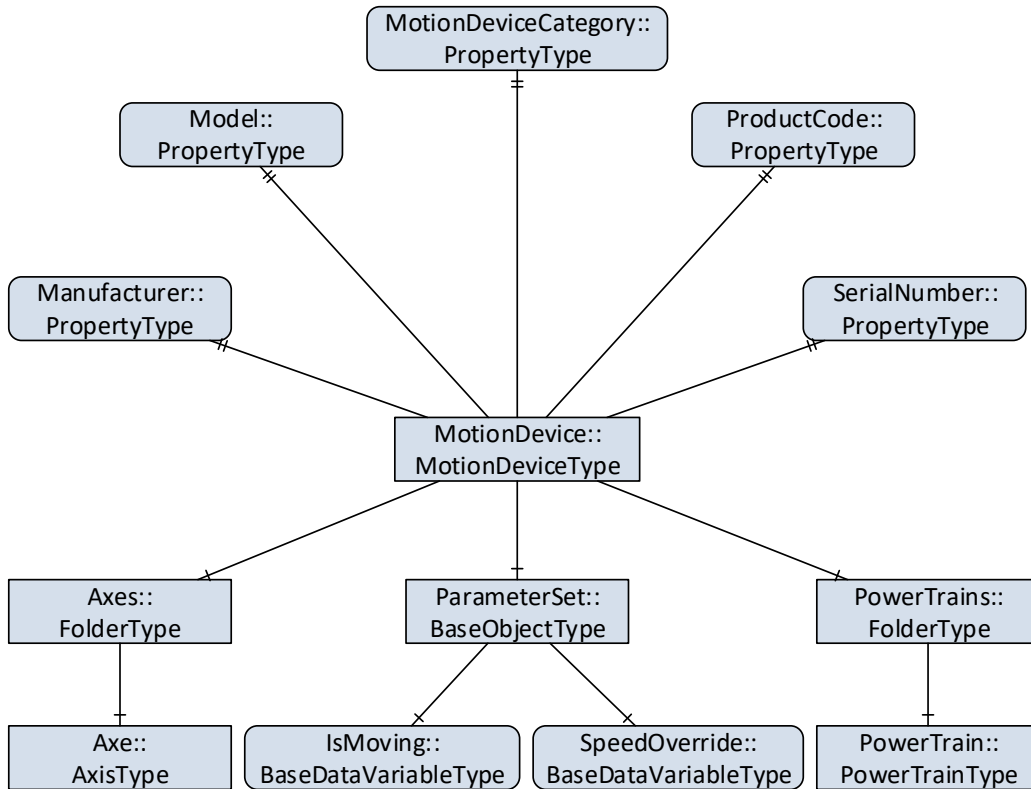 MotionDeviceCategory::
PropertyType
Model::
PropertyType
ProductCode::
PropertyType
Manufacturer::
PropertyType
SerialNumber::
PropertyType
MotionDevice::
MotionDeviceType
Axes::
FolderType
ParameterSet::
BaseObjectType
PowerTrains::
FolderType
Axe::
AxisType
IsMoving::
BaseDataVariableType
SpeedOverride::
BaseDataVariableType
PowerTrain::
PowerTrainType